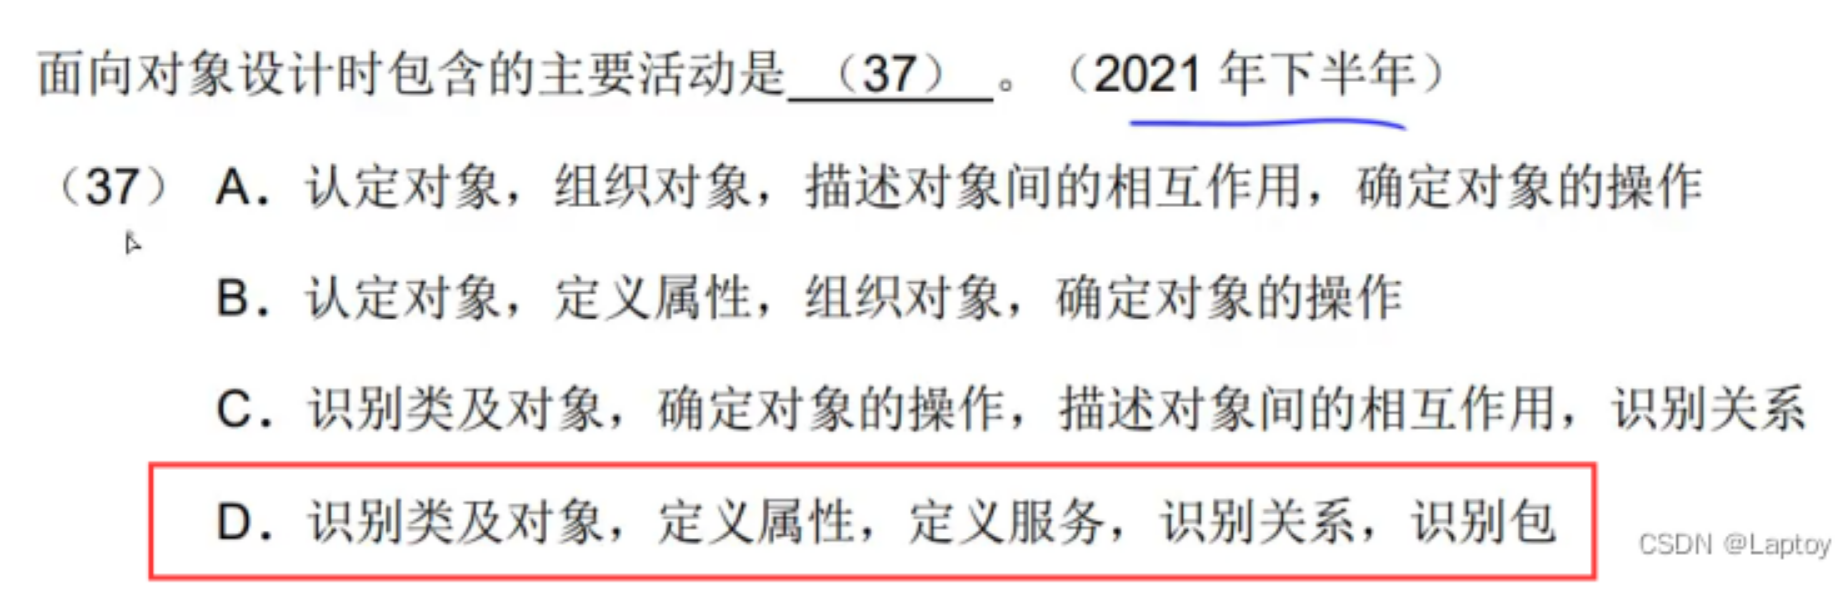 面向对象设计时包含的主要活动是 （37） 。（2021 年下半年）
（37） A．认定对象，组织对象，描述对象间的相互作用，确定对象的操作
B．认定对象，定义属性，组织对象，确定对象的操作
C．识别类及对象，确定对象的操作，描述对象间的相互作用，识别关系
D．识别类及对象，定义属性，定义服务，识别关系，识别包
CSDN @Laptoy